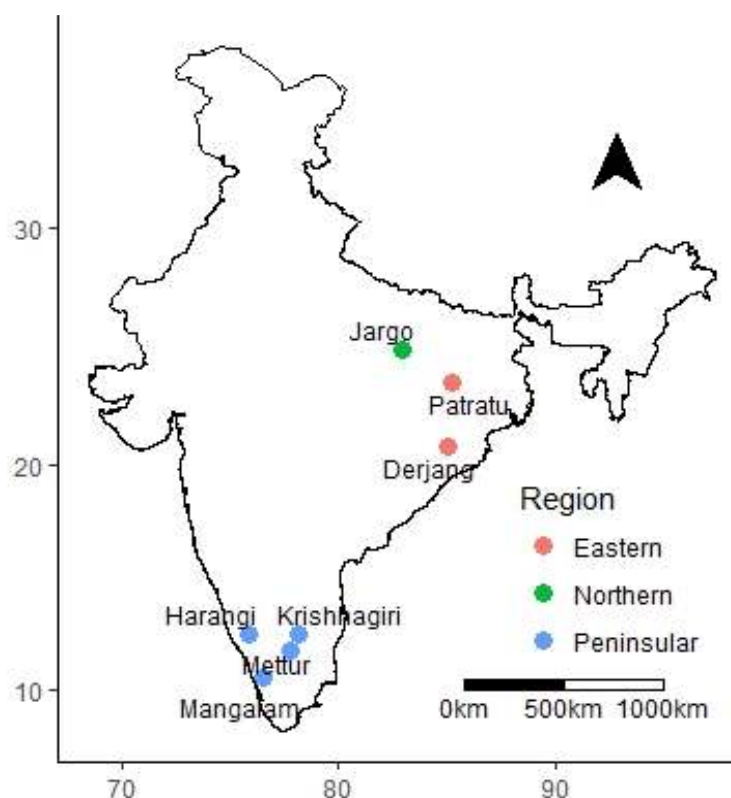 30
Jargo
Patratu
20
Derjang
Region
Eastern
Northern
Harangi
Krishnagiri
Peninsular
Mettur
10
Mangalam
0km
500km
1000km
70
80
90